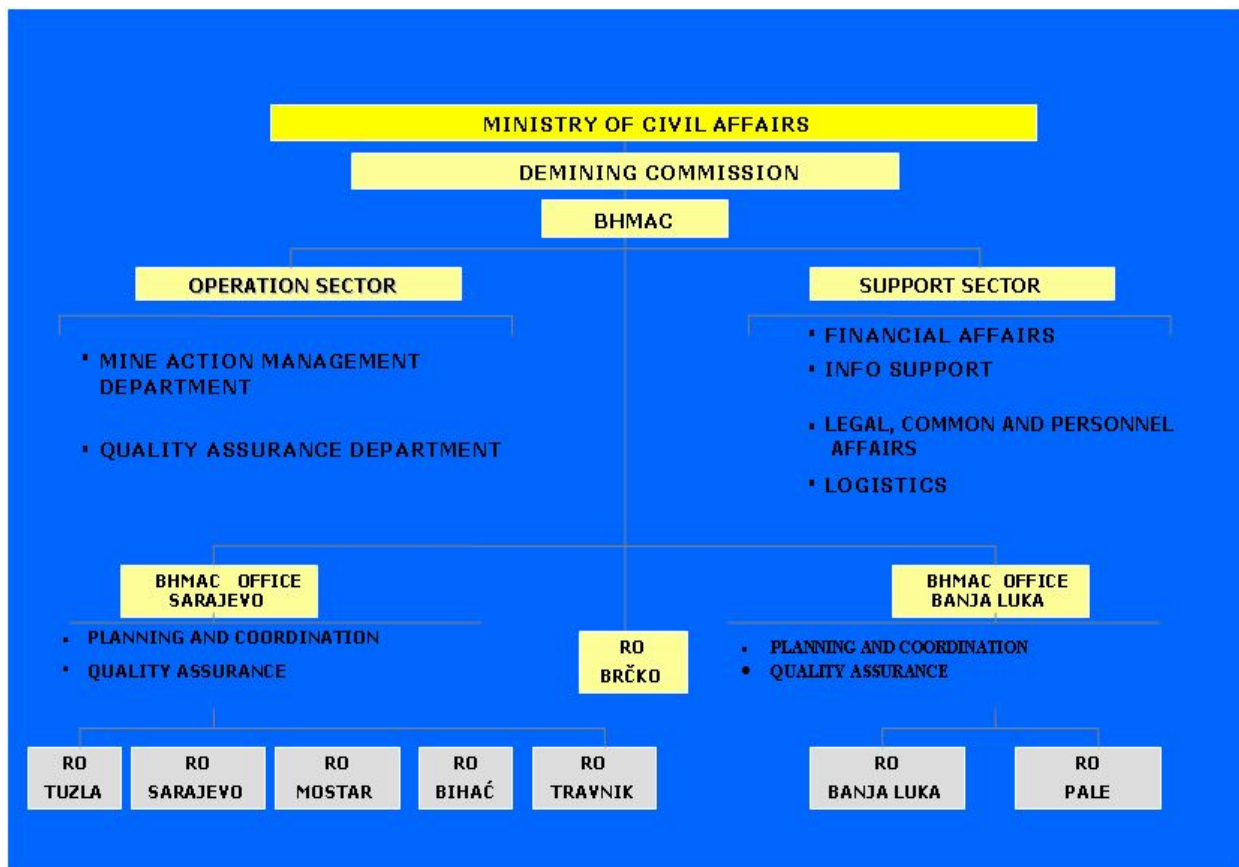 MINISTRY OF CIVIL AFFAIRS
DEMINING COMMISSION
BHMAC
OPERATION SECTOR
▪ MINE ACTION MANAGEMENT
DEPARTMENT
▪ QUALITY ASSURANCE DEPARTMENT
SUPPORT SECTOR
▪ FINANCIAL AFFAIRS
▪ INFO SUPPORT
▪ LEGAL, COMMON AND PERSONNEL
AFFAIRS
▪ LOGISTICS
BHMAC OFFICE
SARAJEVO
▪ PLANNING AND COORDINATION
▪ QUALITY ASSURANCE
RO
BRČKO
BHMAC OFFICE
BANJA LUKA
▪ PLANNING AND COORDINATION
• QUALITY ASSURANCE
RO
TUZLA
RO
SARAJEVO
RO
MOSTAR
RO
BIHAĆ
RO
TRAVNIK
RO
BANJA LUKA
RO
PALE